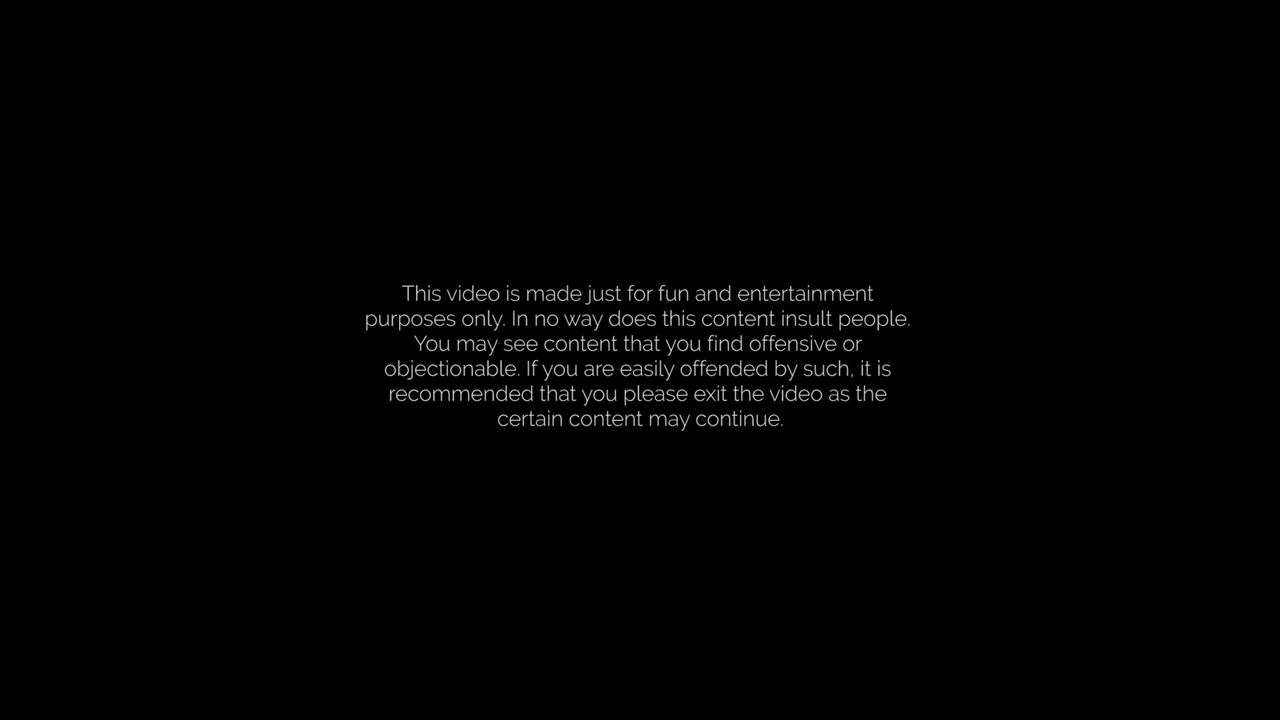 This video is made just for fun and entertainment
purposes only. In no way does this content insult people.
You may see content that you find offensive or
objectionable. If you are easily offended by such, it is
recommended that you please exit the video as the
certain content may continue.